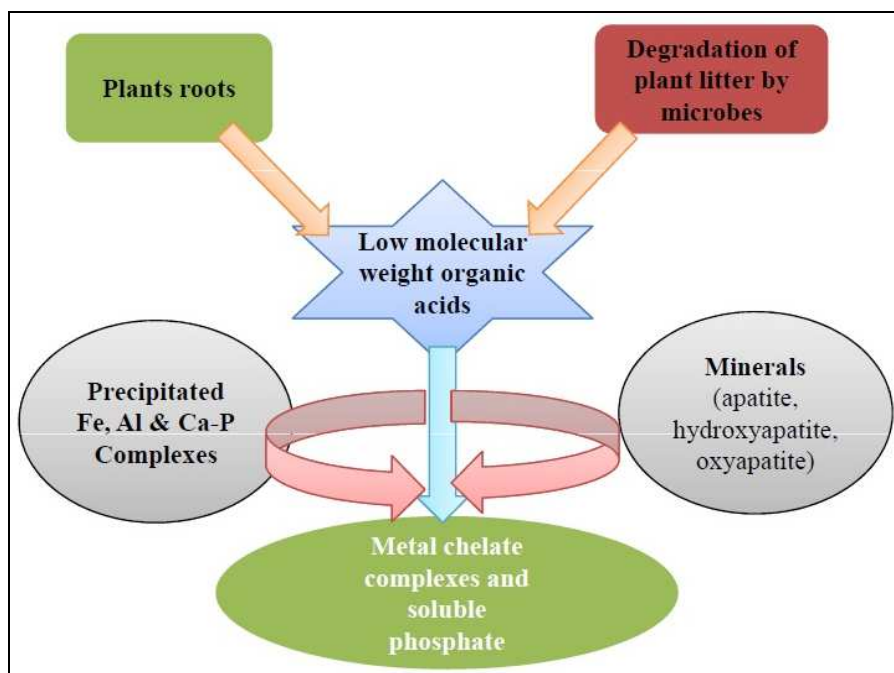 Plants roots
Degradation of
plant litter by
microbes
Low molecular
weight organic
acids
Precipitated
Fe, Al & Ca-P
Complexes
Minerals
(apatite,
hydroxyapatite,
oxyapatite)
Metal chelate
complexes and
soluble
phosphate